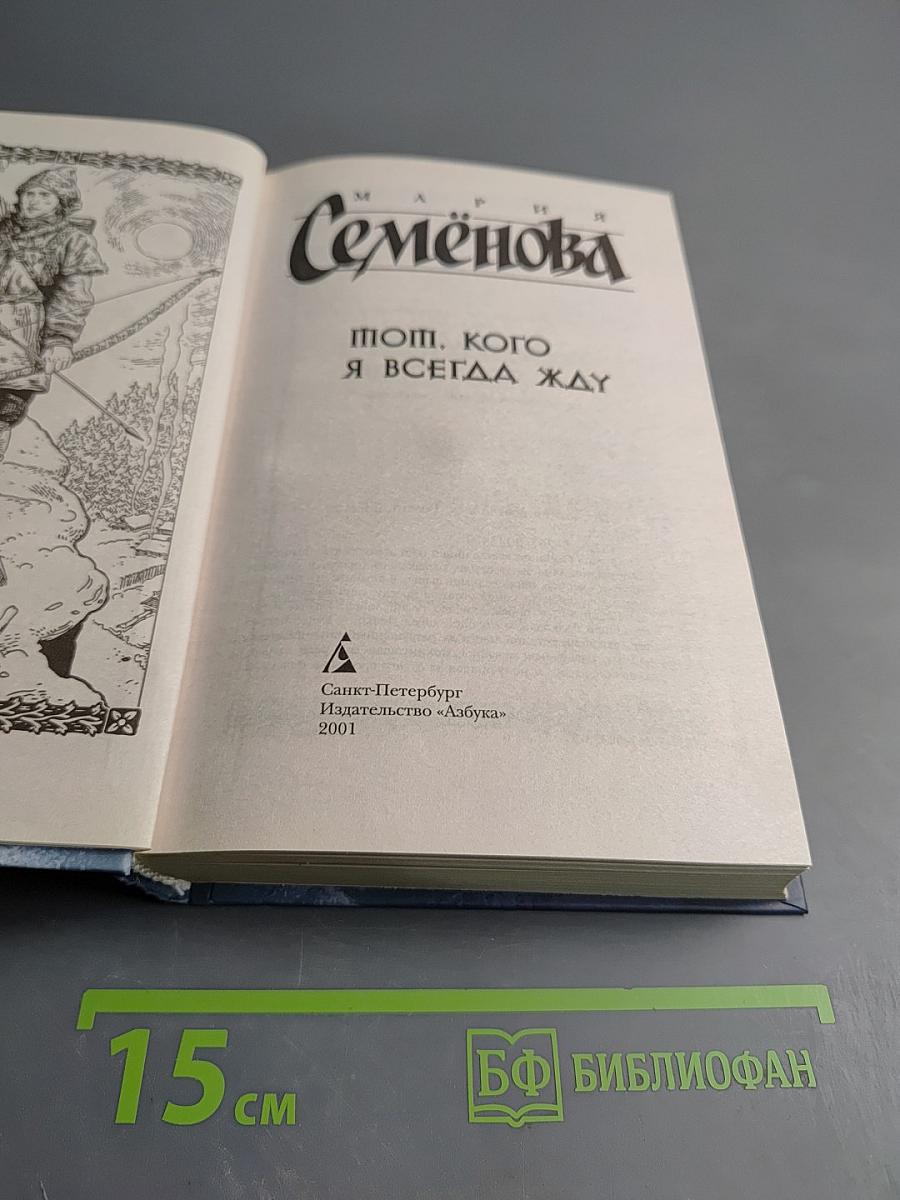 МАРИЯ
Семёнова
ТОТ, КОГО
Я ВСЕГДА ЖДУ
Санкт-Петербург
Издательство «Азбука»
2001
15 см
БФ БИБЛИОФАН